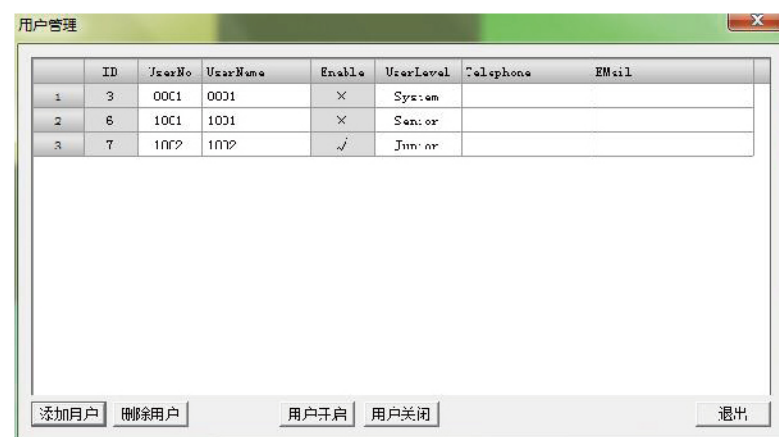 用户管理
ID UserNo UserName Enable UserLevel Telephone EMail
1 3 0001 0001 × System
2 6 1001 1001 × Senior
3 7 1002 1002 √ Junior
添加用户 删除用户 用户开启 用户关闭 退出